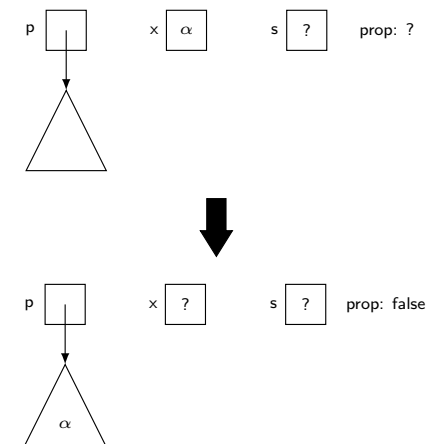 p x α s ? prop: ?
p x ? s ? prop: false
α